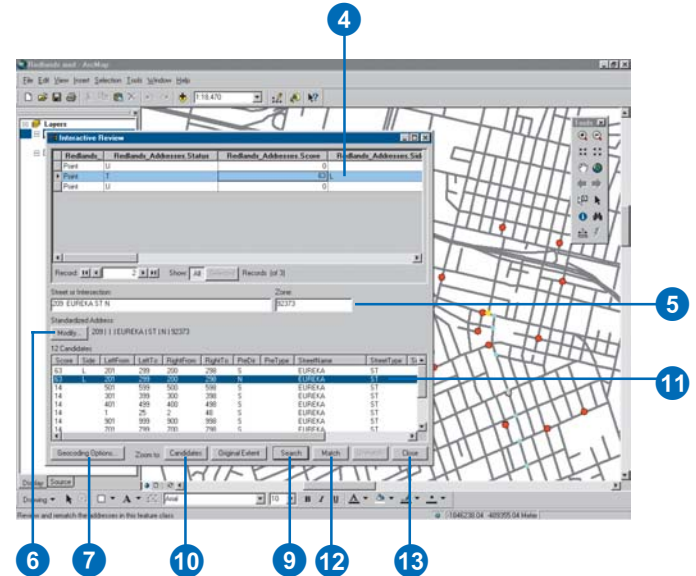 4
Redlands aml - ArcMap
File Edit View Insert Selection Tools Window Help
1:18,470
Layers
Tools
Interactive Review
Redlands_ Redlands_Addresses.Status Redlands_Addresses.Score Redlands_Addresses.Sid
Point U 0
Point T 63 L
Point U 0
Record: 2 Show: All Selected Records (of 3)
Street or Intersection: Zone:
209 EUREKA ST N 92373
5
Standardized Address:
Modify... 209 | | | EUREKA | ST | N | 92373
12 Candidates
Score Side LeftFrom LeftTo RightFrom RightTo PreDir PreType StreetName StreetType
63 L 201 299 200 298 S EUREKA ST
63 L 201 299 200 298 N EUREKA ST
11
14 501 599 500 598 S EUREKA ST
14 301 399 300 398 S EUREKA ST
14 401 499 400 498 S EUREKA ST
14 1 25 2 48 S EUREKA ST
14 901 999 900 998 S EUREKA ST
14 701 799 700 798 S EUREKA ST
Geocoding Options... Zoom to: Candidates Original Extent Search Match Unmatch Close
Display Source
Drawing Arial 10 B I U A
Review and rematch the addresses in this feature class
6 7 10 9 12 13